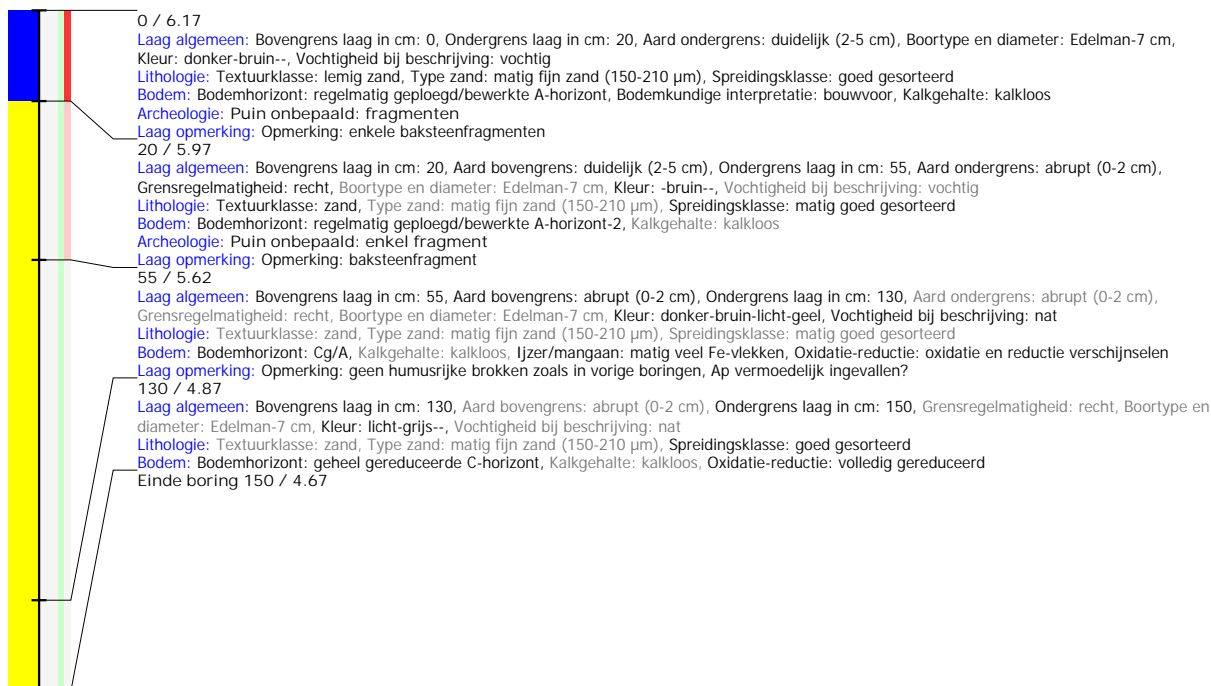 0 / 6.17
Laag algemeen: Bovengrens laag in cm: 0, Ondergrens laag in cm: 20, Aard ondergrens: duidelijk (2-5 cm), Boortype en diameter: Edelman-7 cm,
Kleur: donker-bruin--, Vochtigheid bij beschrijving: vochtig
Lithologie: Textuurklasse: lemig zand, Type zand: matig fijn zand (150-210 µm), Spreidingsklasse: goed gesorteerd
Bodem: Bodemhorizont: regelmatig geploegd/bewerkte A-horizont, Bodemkundige interpretatie: bouwvoor, Kalkgehalte: kalkloos
Archeologie: Puin onbepaald: fragmenten
Laag opmerking: Opmerking: enkele baksteenfragmenten
20 / 5.97
Laag algemeen: Bovengrens laag in cm: 20, Aard bovengrens: duidelijk (2-5 cm), Ondergrens laag in cm: 55, Aard ondergrens: abrupt (0-2 cm),
Grensregelmatigheid: recht, Boortype en diameter: Edelman-7 cm, Kleur: -bruin--, Vochtigheid bij beschrijving: vochtig
Lithologie: Textuurklasse: zand, Type zand: matig fijn zand (150-210 µm), Spreidingsklasse: matig goed gesorteerd
Bodem: Bodemhorizont: regelmatig geploegd/bewerkte A-horizont-2, Kalkgehalte: kalkloos
Archeologie: Puin onbepaald: enkel fragment
Laag opmerking: Opmerking: baksteenfragment
55 / 5.62
Laag algemeen: Bovengrens laag in cm: 55, Aard bovengrens: abrupt (0-2 cm), Ondergrens laag in cm: 130, Aard ondergrens: abrupt (0-2 cm),
Grensregelmatigheid: recht, Boortype en diameter: Edelman-7 cm, Kleur: donker-bruin-licht-geel, Vochtigheid bij beschrijving: nat
Lithologie: Textuurklasse: zand, Type zand: matig fijn zand (150-210 µm), Spreidingsklasse: matig goed gesorteerd
Bodem: Bodemhorizont: Cg/A, Kalkgehalte: kalkloos, Ijzer/mangaan: matig veel Fe-vlekken, Oxidatie-reductie: oxidatie en reductie verschijnselen
Laag opmerking: Opmerking: geen humusrijke brokken zoals in vorige boringen, Ap vermoedelijk ingevallen?
130 / 4.87
Laag algemeen: Bovengrens laag in cm: 130, Aard bovengrens: abrupt (0-2 cm), Ondergrens laag in cm: 150, Grensregelmatigheid: recht, Boortype en
diameter: Edelman-7 cm, Kleur: licht-grijs--, Vochtigheid bij beschrijving: nat
Lithologie: Textuurklasse: zand, Type zand: matig fijn zand (150-210 µm), Spreidingsklasse: goed gesorteerd
Bodem: Bodemhorizont: geheel gereduceerde C-horizont, Kalkgehalte: kalkloos, Oxidatie-reductie: volledig gereduceerd
Einde boring 150 / 4.67